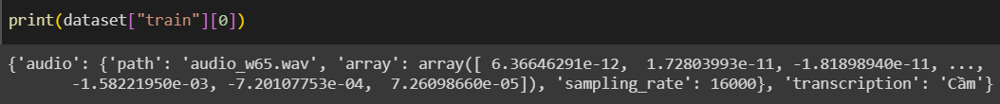 print(dataset["train"][0])
{'audio': {'path': 'audio_w65.wav', 'array': array([ 6.36646291e-12,  1.72803993e-11, -1.81898940e-11, ...,
-1.58221950e-03, -7.20107753e-04,  7.26098660e-05]), 'sampling_rate': 16000}, 'transcription': 'Cằm'}